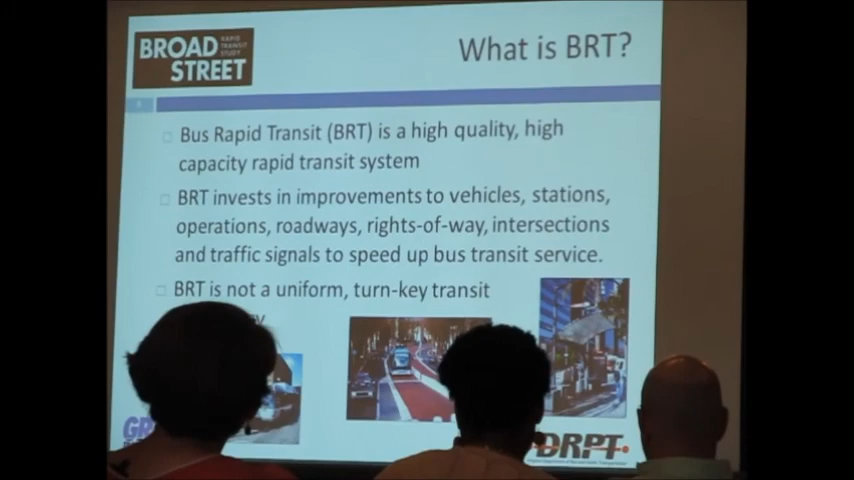 BROAD
STREET
RAPID
TRANSIT
STUDY
What is BRT?
Bus Rapid Transit (BRT) is a high quality, high
capacity rapid transit system
BRT invests in improvements to vehicles, stations,
operations, roadways, rights-of-way, intersections
and traffic signals to speed up bus transit service.
BRT is not a uniform, turn-key transit
DRPT